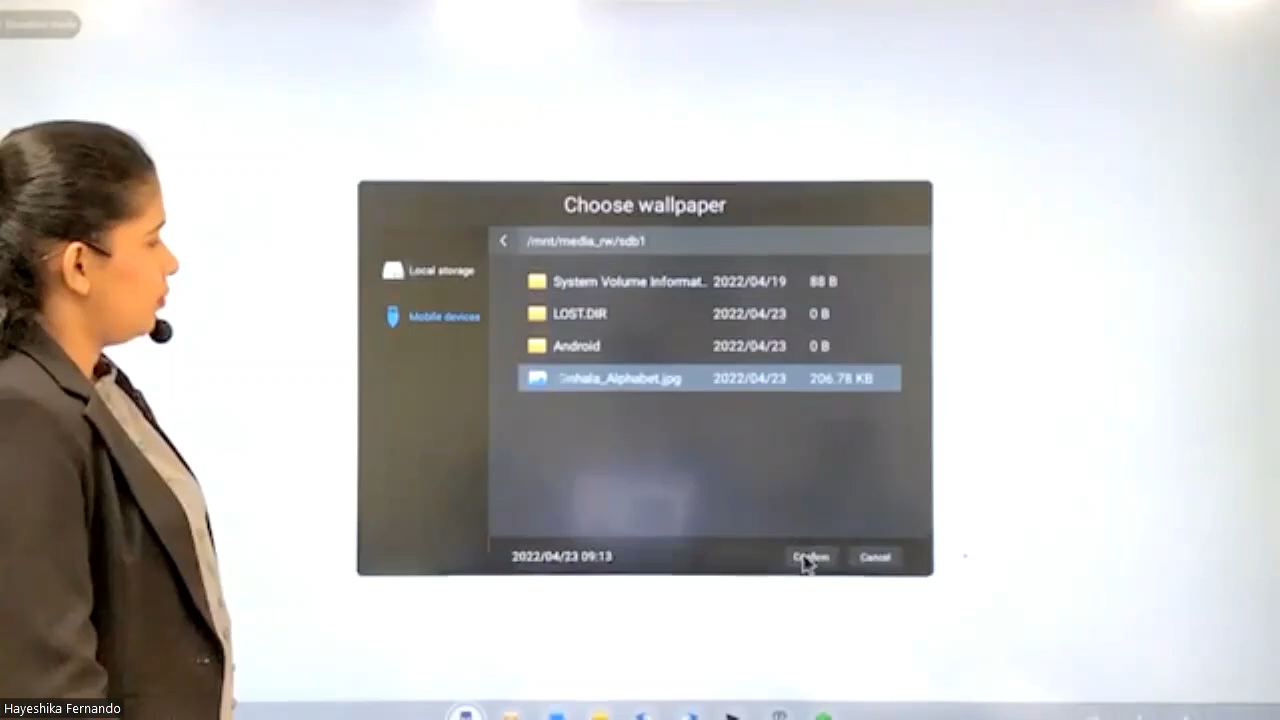 Choose wallpaper
/mnt/media_rw/sdb1
Local storage
Mobile devices
System Volume Informat.. 2022/04/19 88 B
LOST.DIR 2022/04/23 0 B
Android 2022/04/23 0 B
2022/04/23 206.78 KB
2022/04/23 09:13
Confirm Cancel
Hayeshika Fernando